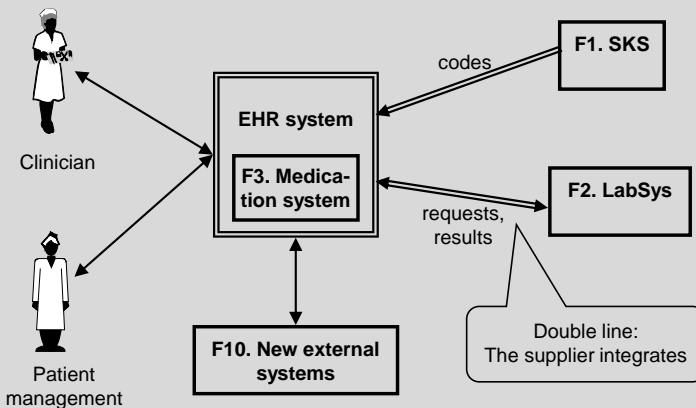 Clinician
Patient
management
EHR system
F3. Medica-
tion system
codes
F1. SKS
F2. LabSys
requests,
results
F10. New external
systems
Double line:
The supplier integrates